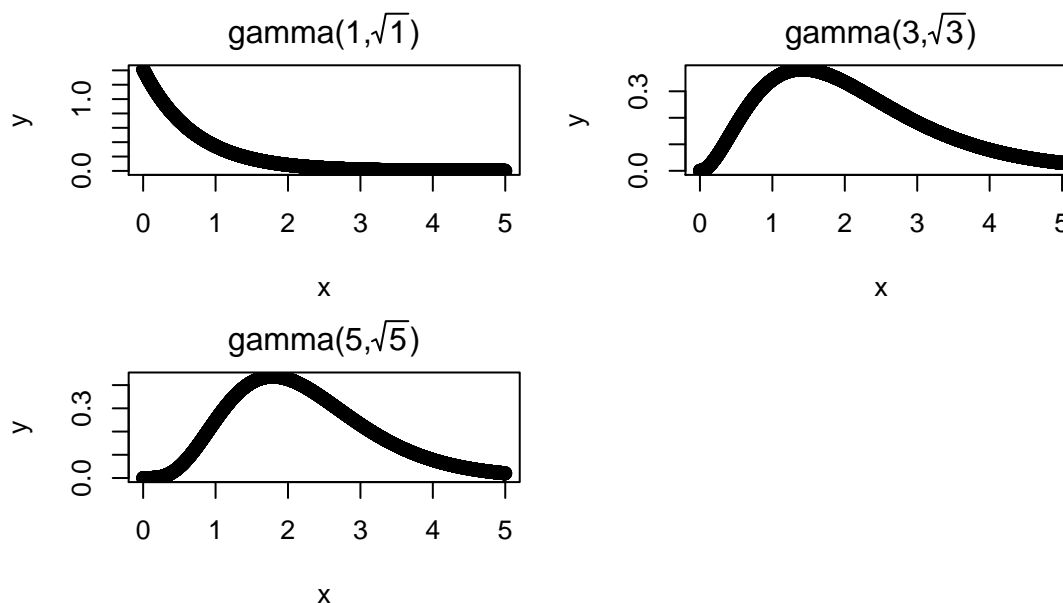 gamma(1,√1)
y
0.0 1.0
0 1 2 3 4 5
x
gamma(3,√3)
y
0.0 0.3
0 1 2 3 4 5
x
gamma(5,√5)
y
0.0 0.3
0 1 2 3 4 5
x